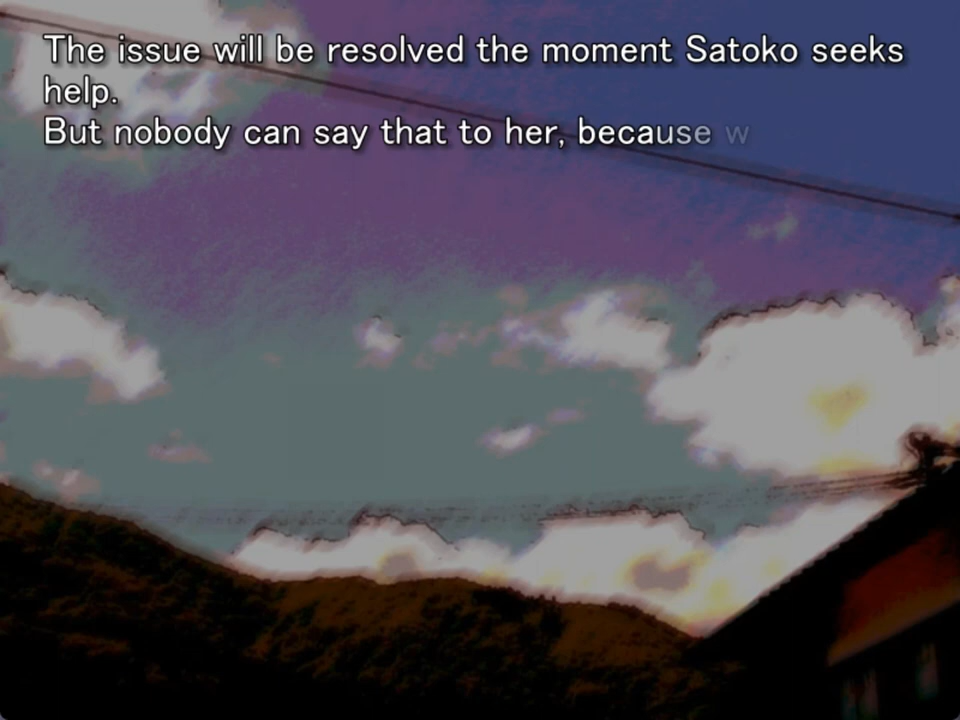 The issue will be resolved the moment Satoko seeks
help.
But nobody can say that to her, because w